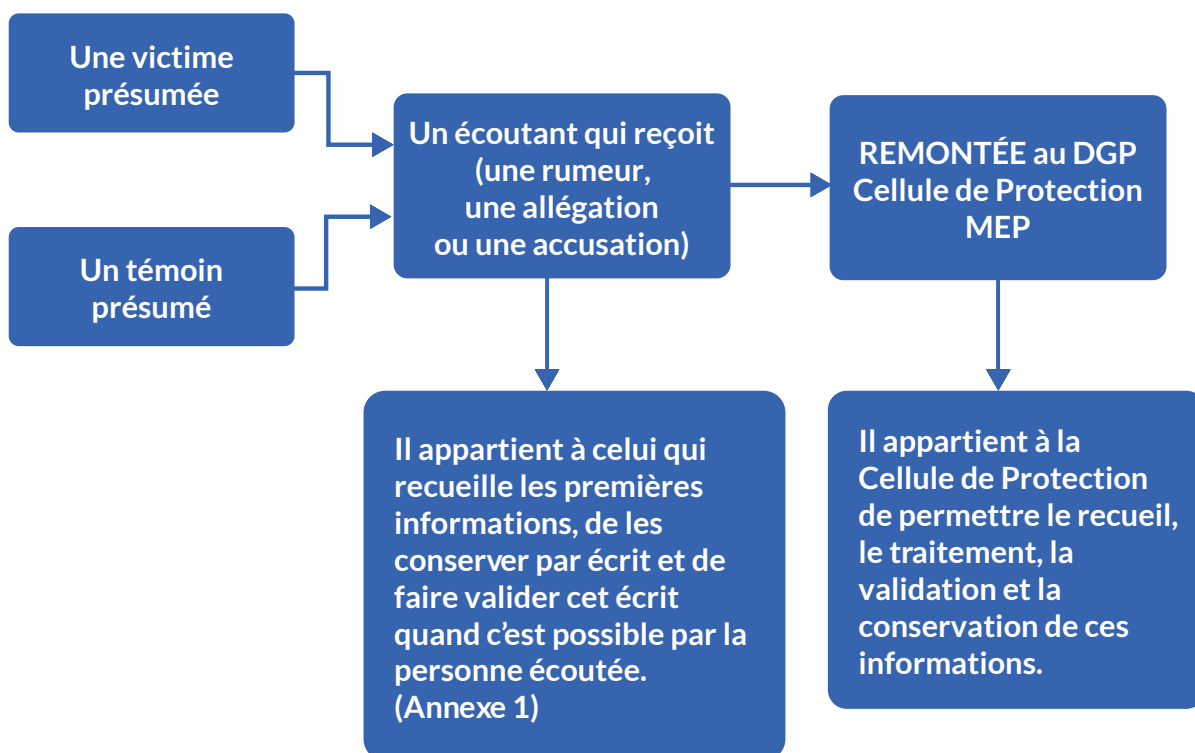 Une victime
présumée
Un témoin
présumé
Un écoutant qui reçoit
(une rumeur,
une allégation
ou une accusation)
REMONTÉE au DGP
Cellule de Protection
MEP
Il appartient à celui qui
recueille les premières
informations, de les
conserver par écrit et de
faire valider cet écrit
quand c’est possible par la
personne écoutée.
(Annexe 1)
Il appartient à la
Cellule de Protection
de permettre le recueil,
le traitement, la
validation et la
conservation de ces
informations.